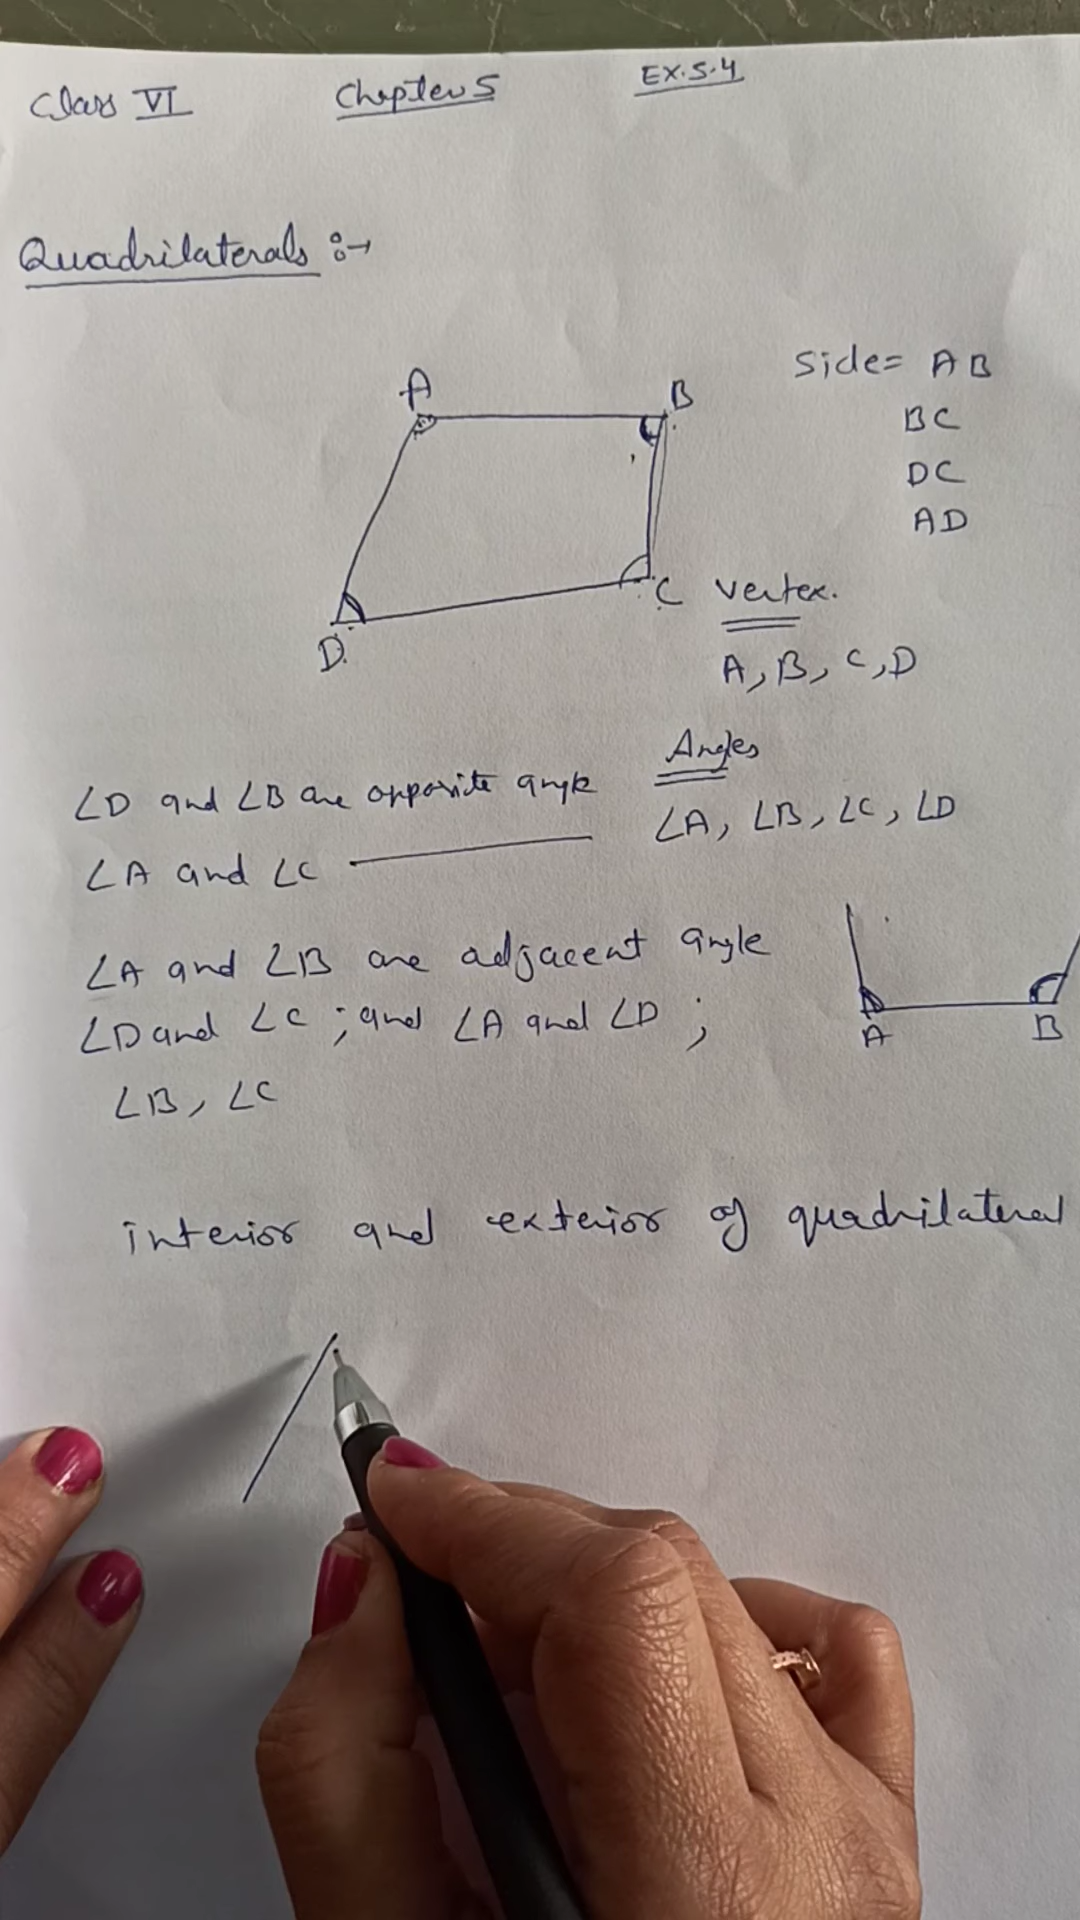 Class VI Chapter 5 EX.5.4
Quadrilaterals :→
A B
D C
Side = AB
BC
DC
AD
Vertex.
A, B, C, D
Angles
∠A, ∠B, ∠C, ∠D
∠D and ∠B are opposite angle
∠A and ∠C
∠A and ∠B are adjacent angle
∠D and ∠C ; and ∠A and ∠D ;
∠B, ∠C
A B
interior and exterior of quadrilateral